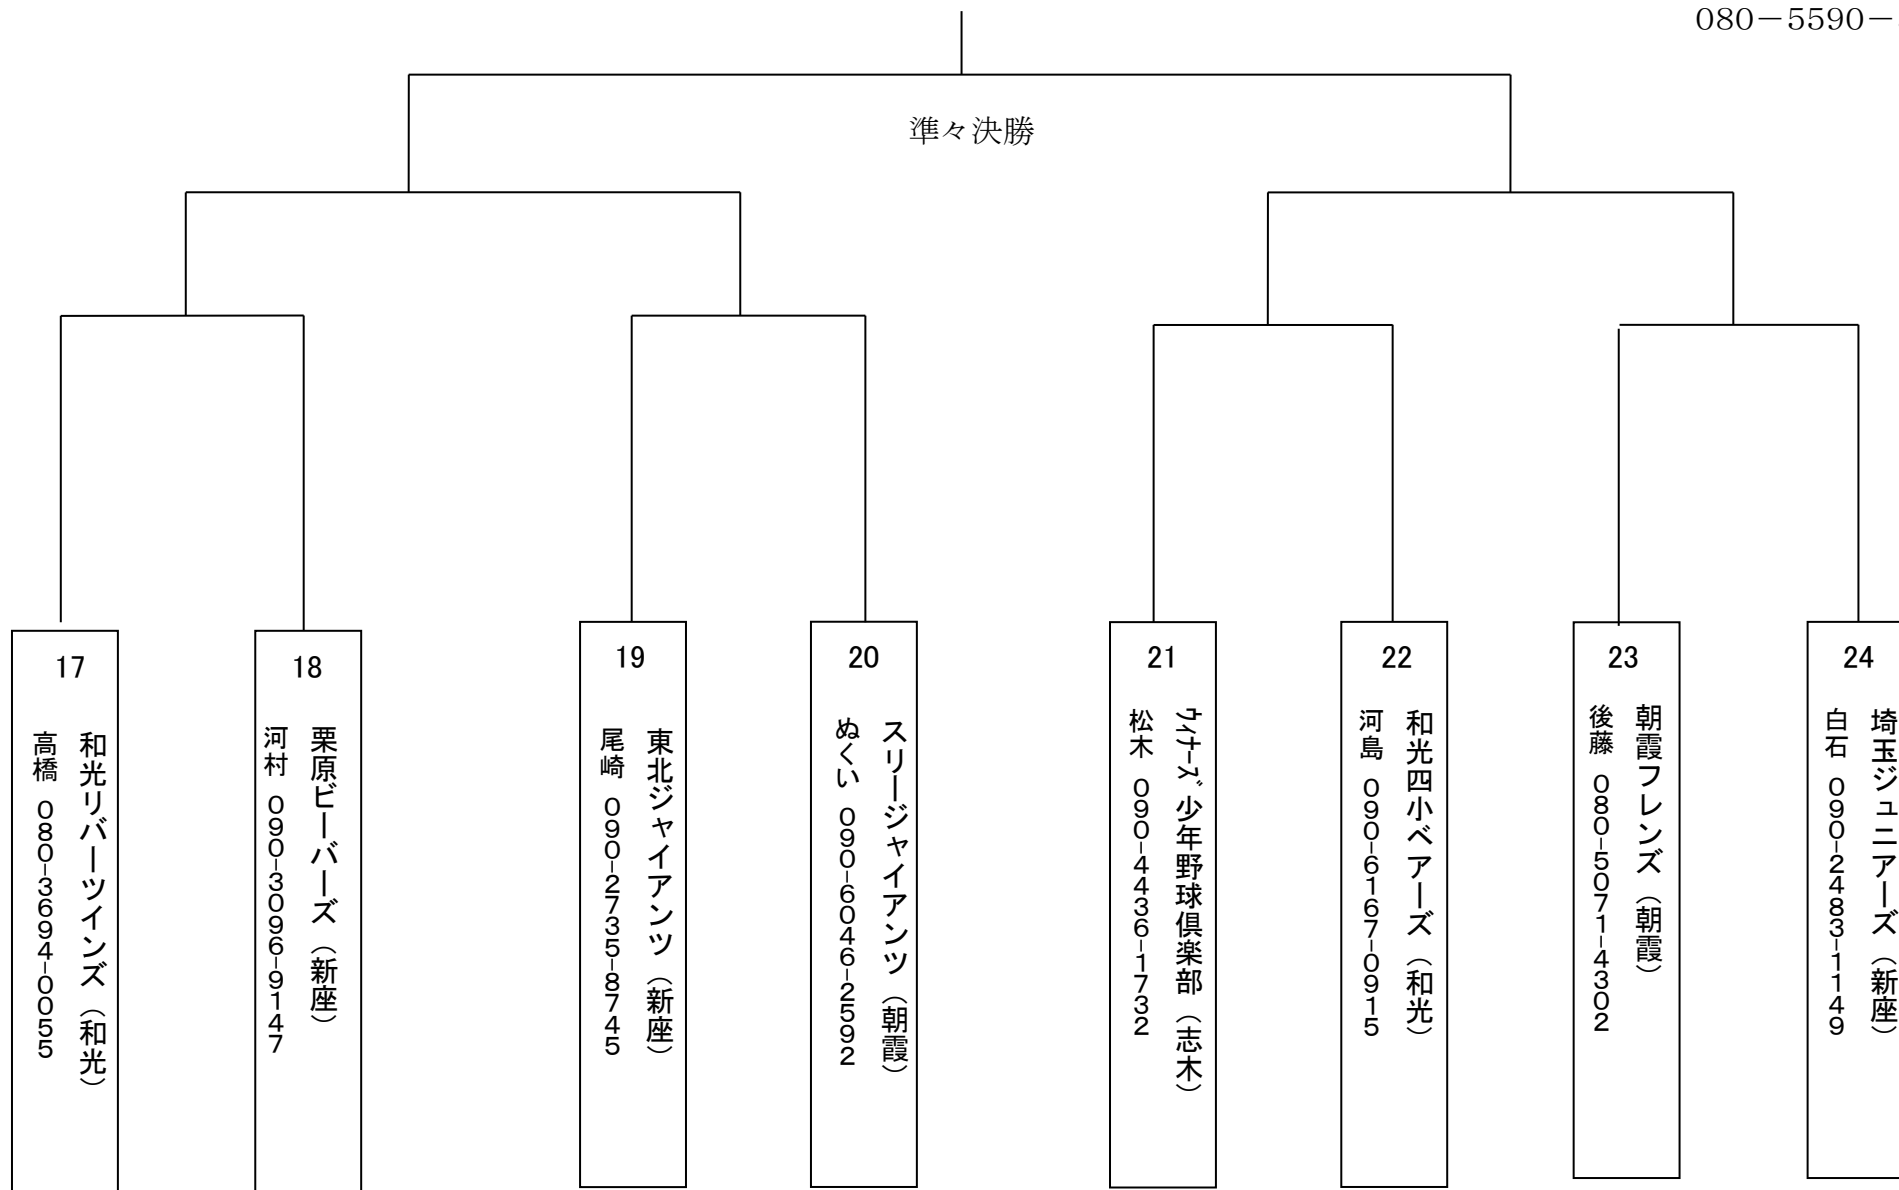 080－5590－
準々決勝
17
和光リバーツインズ（和光）
高橋 080-3694-0055
18
栗原ビーバーズ（新座）
河村 090-3096-9147
19
東北ジャイアンツ（新座）
尾崎 090-2735-8745
20
スリージャイアンツ（朝霞）
ぬくい 090-6046-2592
21
ｳｨﾅｰｽﾞ少年野球倶楽部（志木）
松木 090-4436-1732
22
和光四小ベアーズ（和光）
河島 090-6167-0915
23
朝霞フレンズ（朝霞）
後藤 080-5071-4302
24
埼玉ジュニアーズ（新座）
白石 090-2483-1149